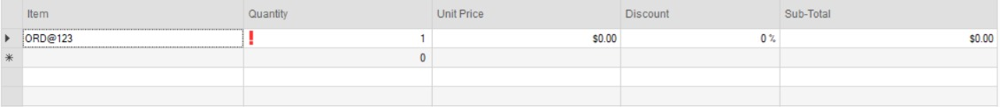 Item Quantity Unit Price Discount Sub-Total
ORD@123 1 $0.00 0 % $0.00
0